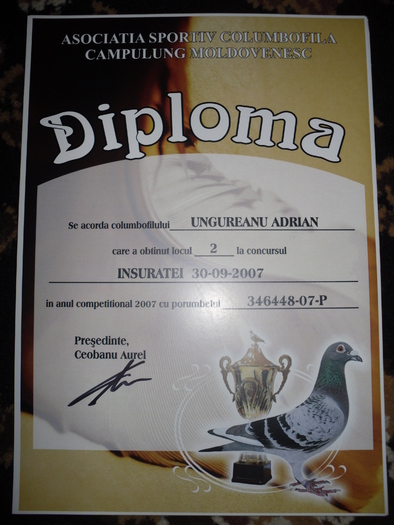 ASOCIATIA SPORTIV COLUMBOFILA
CAMPULUNG MOLDOVENESC
Diploma
Se acorda columbofilului UNGUREANU ADRIAN
care a obtinut locul 2 la concursul
INSURATEI 30-09-2007
in anul competitional 2007 cu porumbelul 346448-07-P
Preşedinte,
Ceobanu Aurel